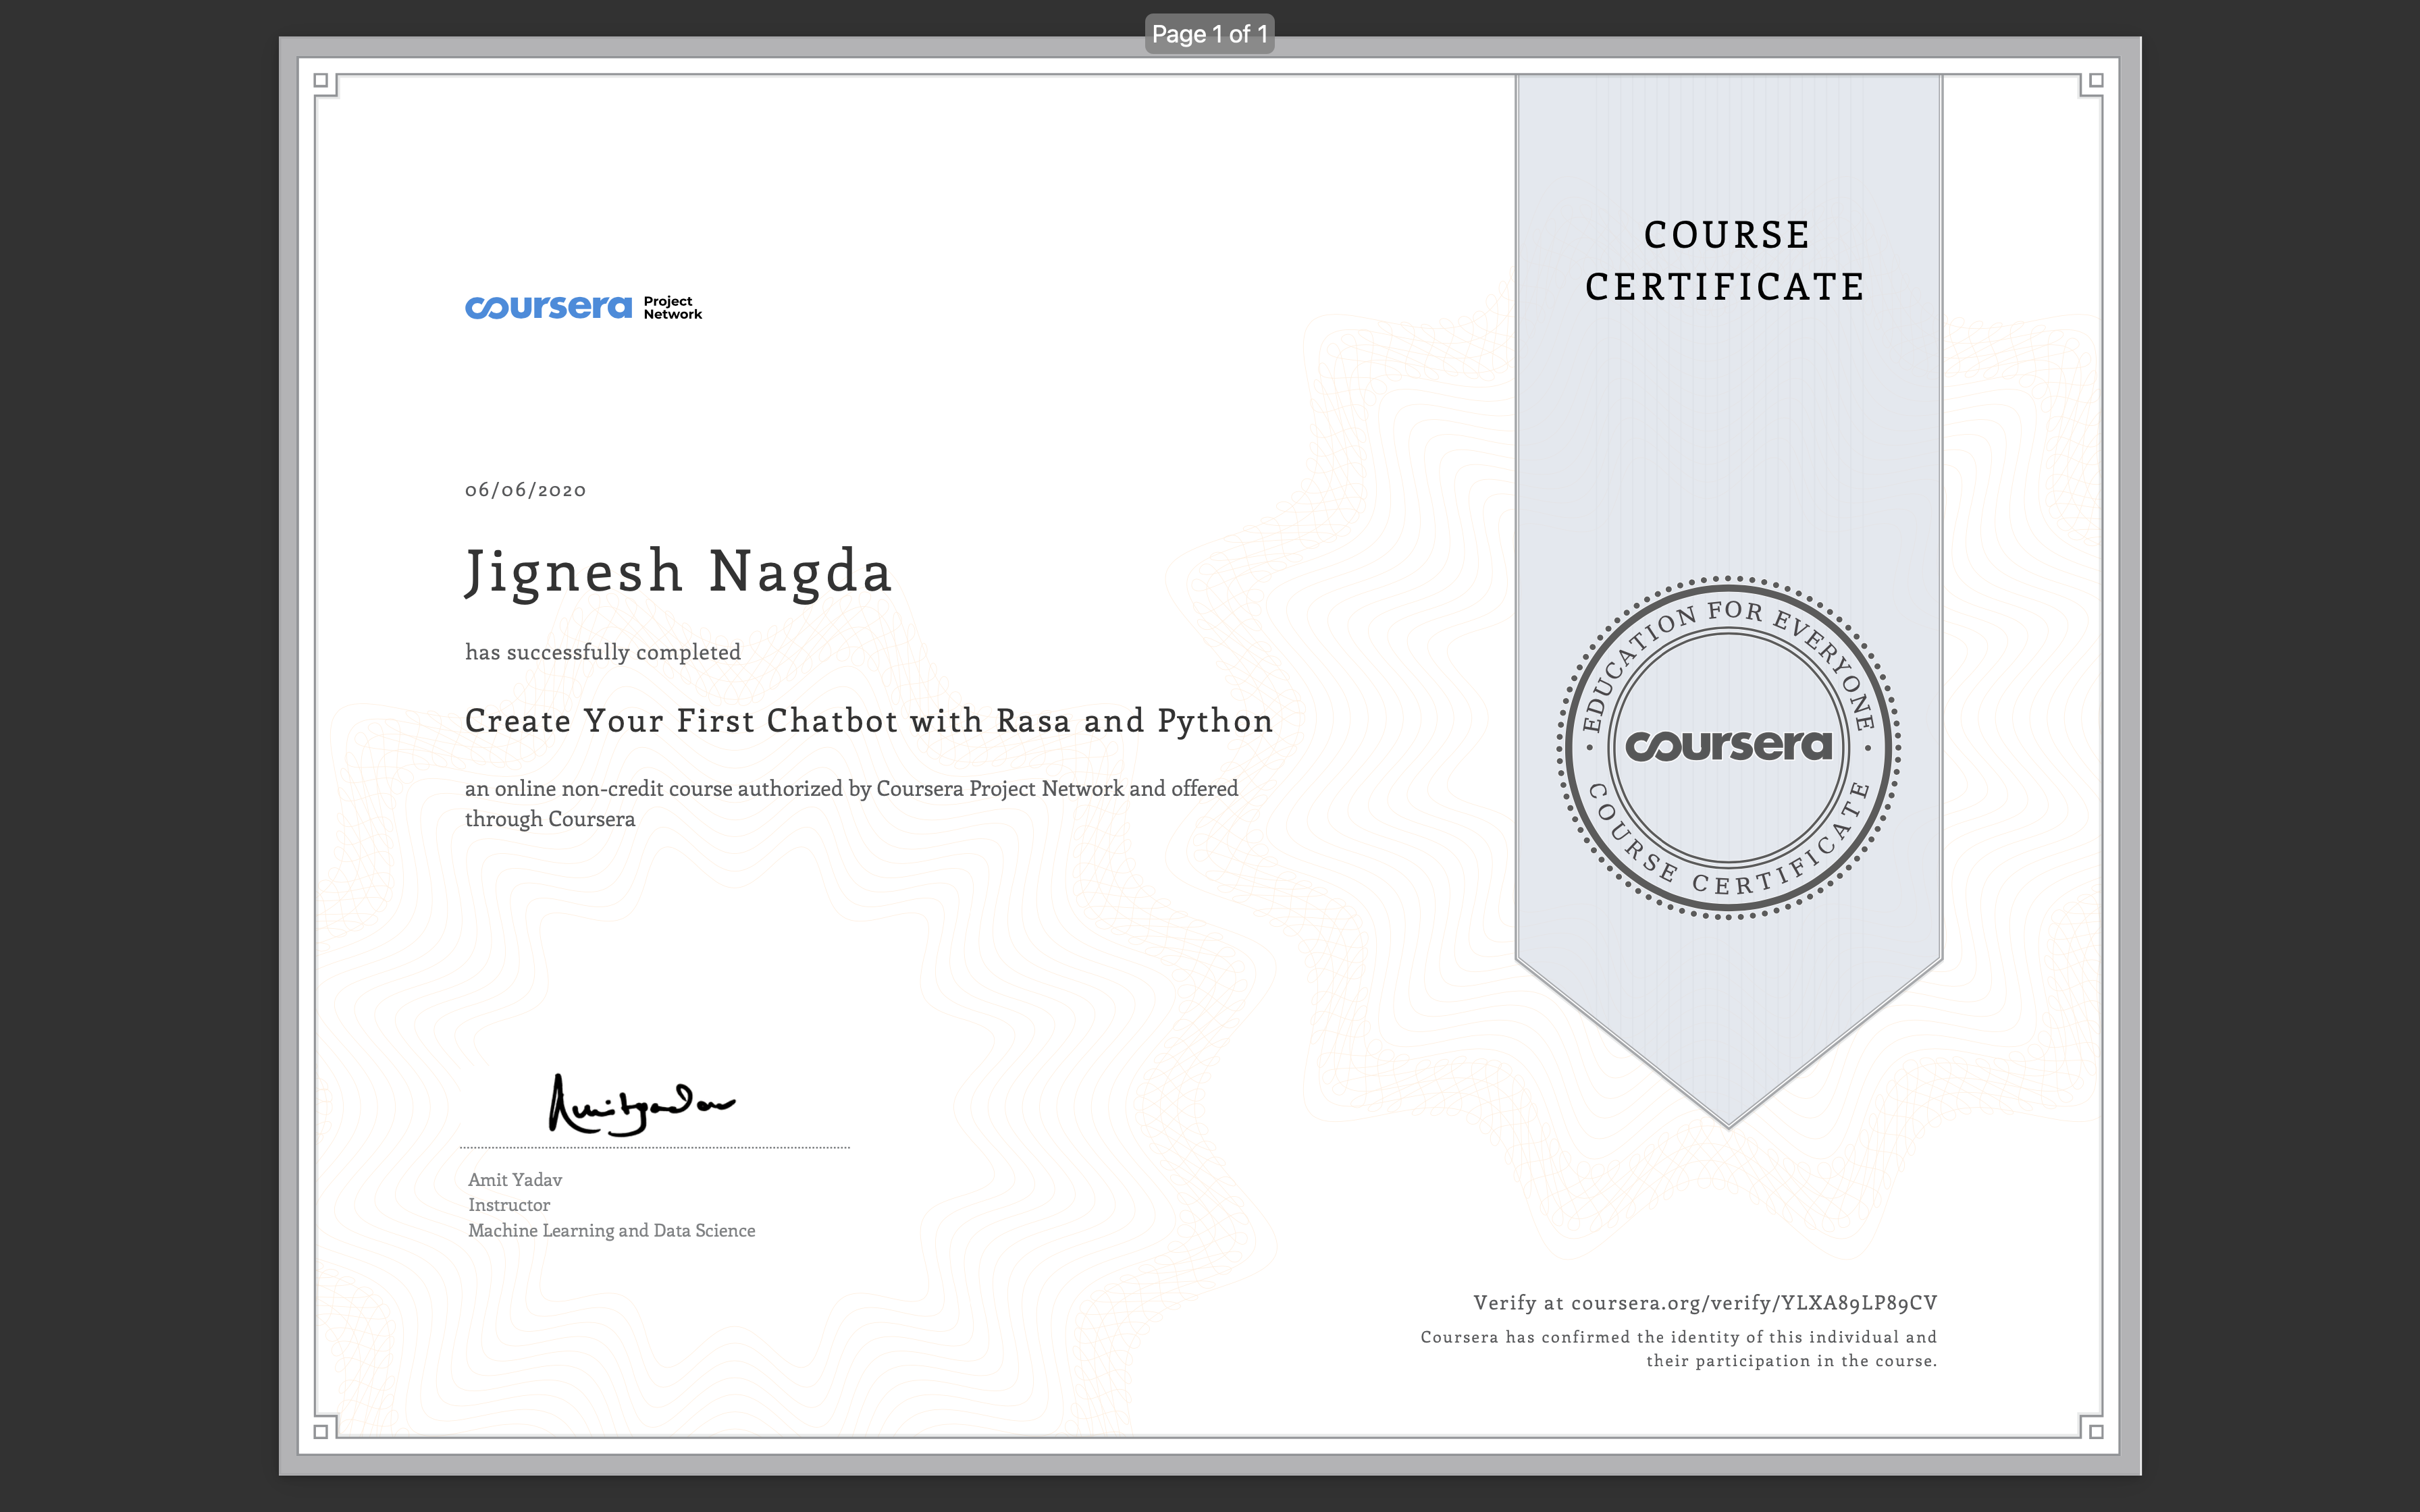 Page 1 of 1
COURSE
CERTIFICATE
coursera Project
Network
06/06/2020
Jignesh Nagda
has successfully completed
Create Your First Chatbot with Rasa and Python
an online non-credit course authorized by Coursera Project Network and offered
through Coursera
EDUCATION FOR EVERYONE
coursera
COURSE CERTIFICATE
Amit Yadav
Amit Yadav
Instructor
Machine Learning and Data Science
Verify at coursera.org/verify/YLXA89LP89CV
Coursera has confirmed the identity of this individual and
their participation in the course.